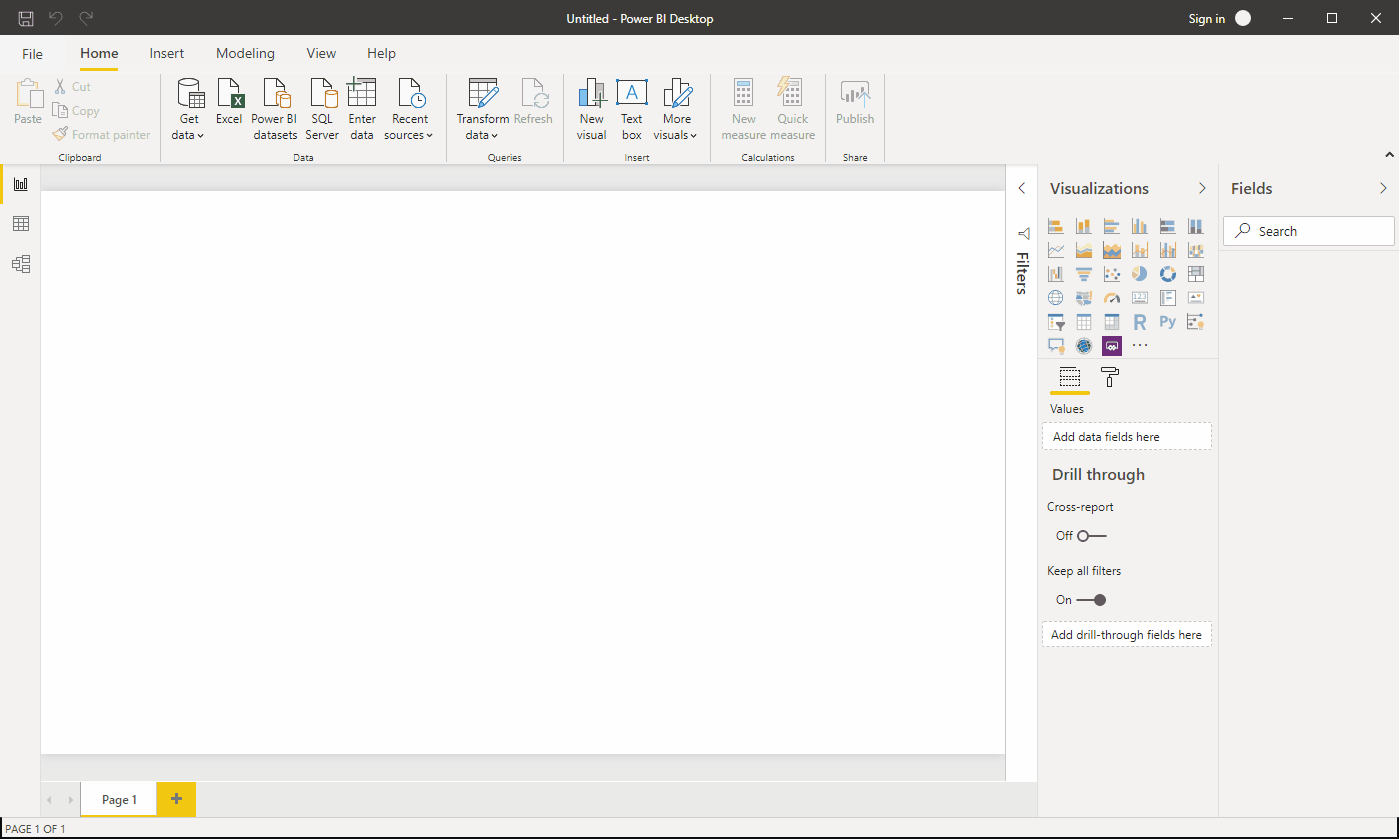 Untitled - Power BI Desktop
Sign in
File Home Insert Modeling View Help
Paste
Cut
Copy
Format painter
Clipboard
Get data
Excel
Power BI datasets
SQL Server
Enter data
Recent sources
Data
Transform data
Refresh
Queries
New visual
Text box
A
More visuals
Insert
New measure
Quick measure
Calculations
Publish
Share
Filters
Visualizations
123
R
Py
Values
Add data fields here
Drill through
Cross-report
Off
Keep all filters
On
Add drill-through fields here
Fields
Search
Page 1
PAGE 1 OF 1